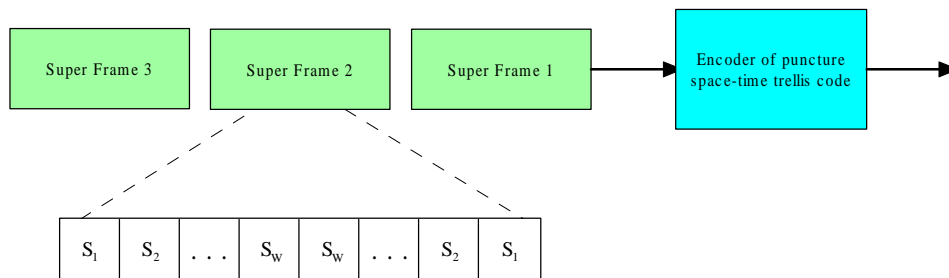 Super Frame 3
Super Frame 2
Super Frame 1
Encoder of puncture
space-time trellis code
S1 S2 ... SW SW ... S2 S1